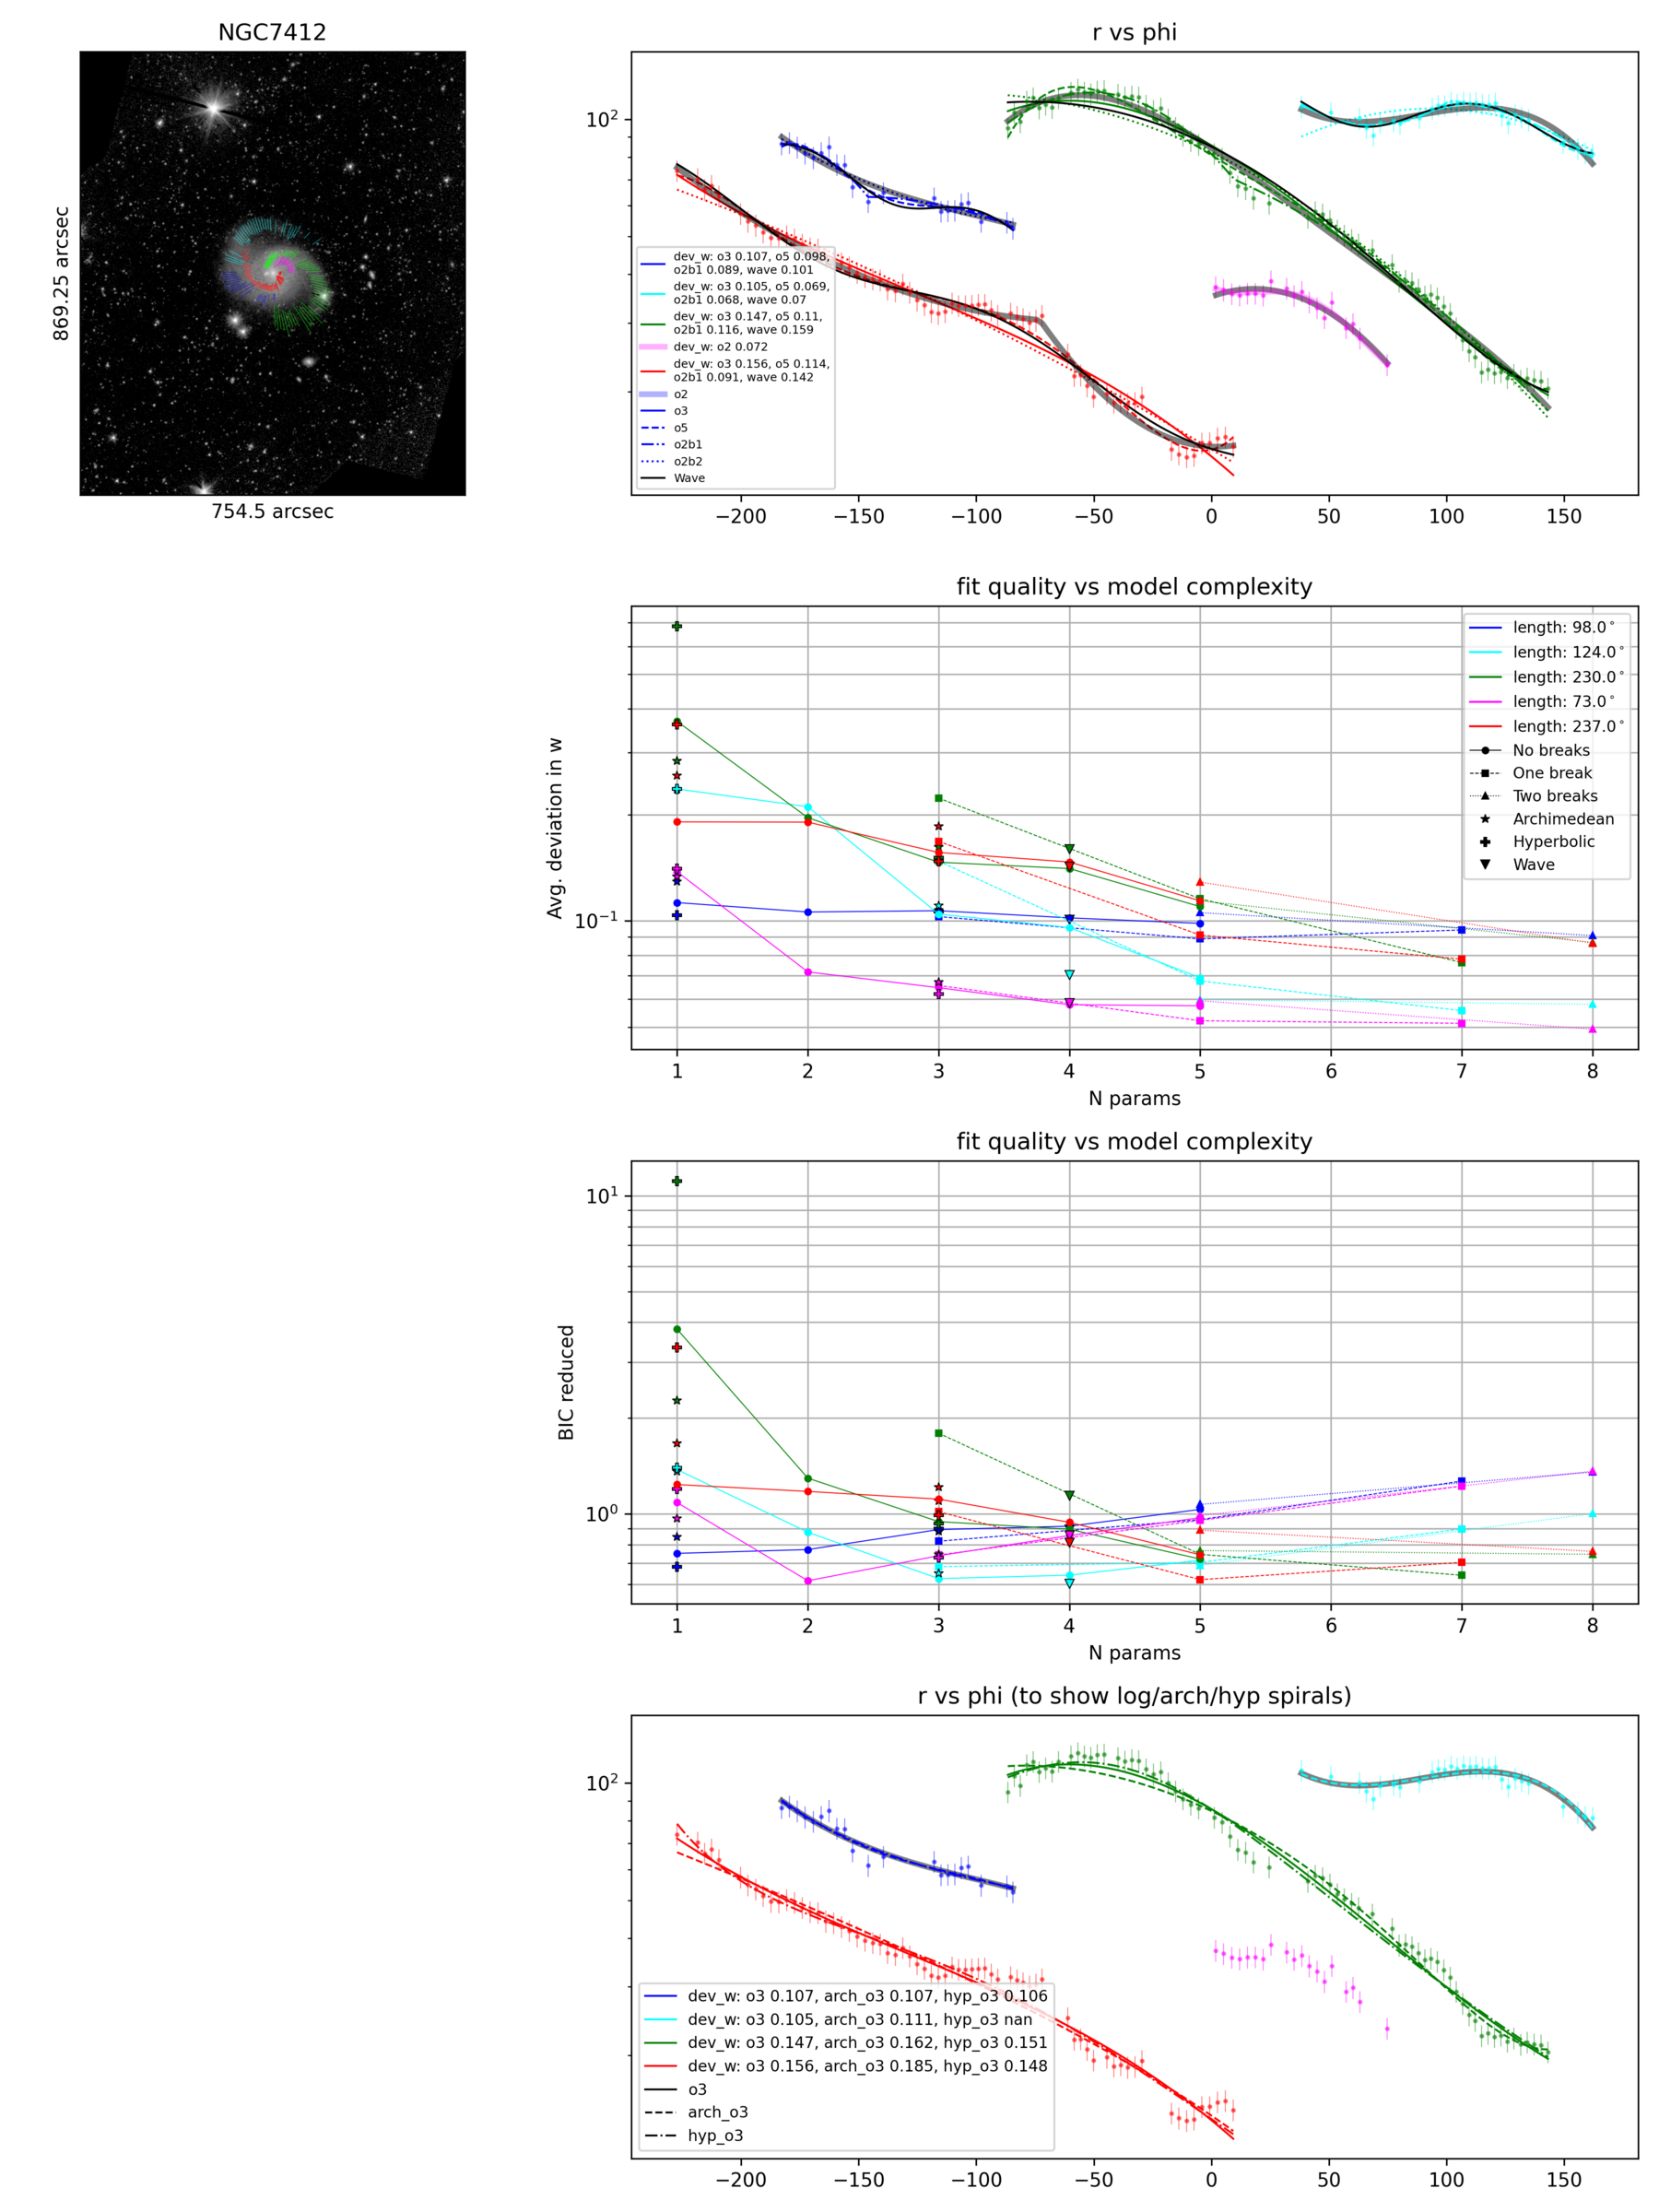 NGC7412
869.25 arcsec
754.5 arcsec
r vs phi
10²
dev_w: o3 0.107, o5 0.098,
o2b1 0.089, wave 0.101
dev_w: o3 0.105, o5 0.069,
o2b1 0.068, wave 0.07
dev_w: o3 0.147, o5 0.11,
o2b1 0.116, wave 0.159
dev_w: o2 0.072
dev_w: o3 0.156, o5 0.114,
o2b1 0.091, wave 0.142
o2
o3
o5
o2b1
o2b2
Wave
−200 −150 −100 −50 0 50 100 150
fit quality vs model complexity
Avg. deviation in w
10⁻¹
length: 98.0°
length: 124.0°
length: 230.0°
length: 73.0°
length: 237.0°
No breaks
One break
Two breaks
Archimedean
Hyperbolic
Wave
1 2 3 4 5 6 7 8
N params
fit quality vs model complexity
BIC reduced
10¹
10⁰
1 2 3 4 5 6 7 8
N params
r vs phi (to show log/arch/hyp spirals)
10²
dev_w: o3 0.107, arch_o3 0.107, hyp_o3 0.106
dev_w: o3 0.105, arch_o3 0.111, hyp_o3 nan
dev_w: o3 0.147, arch_o3 0.162, hyp_o3 0.151
dev_w: o3 0.156, arch_o3 0.185, hyp_o3 0.148
o3
arch_o3
hyp_o3
−200 −150 −100 −50 0 50 100 150